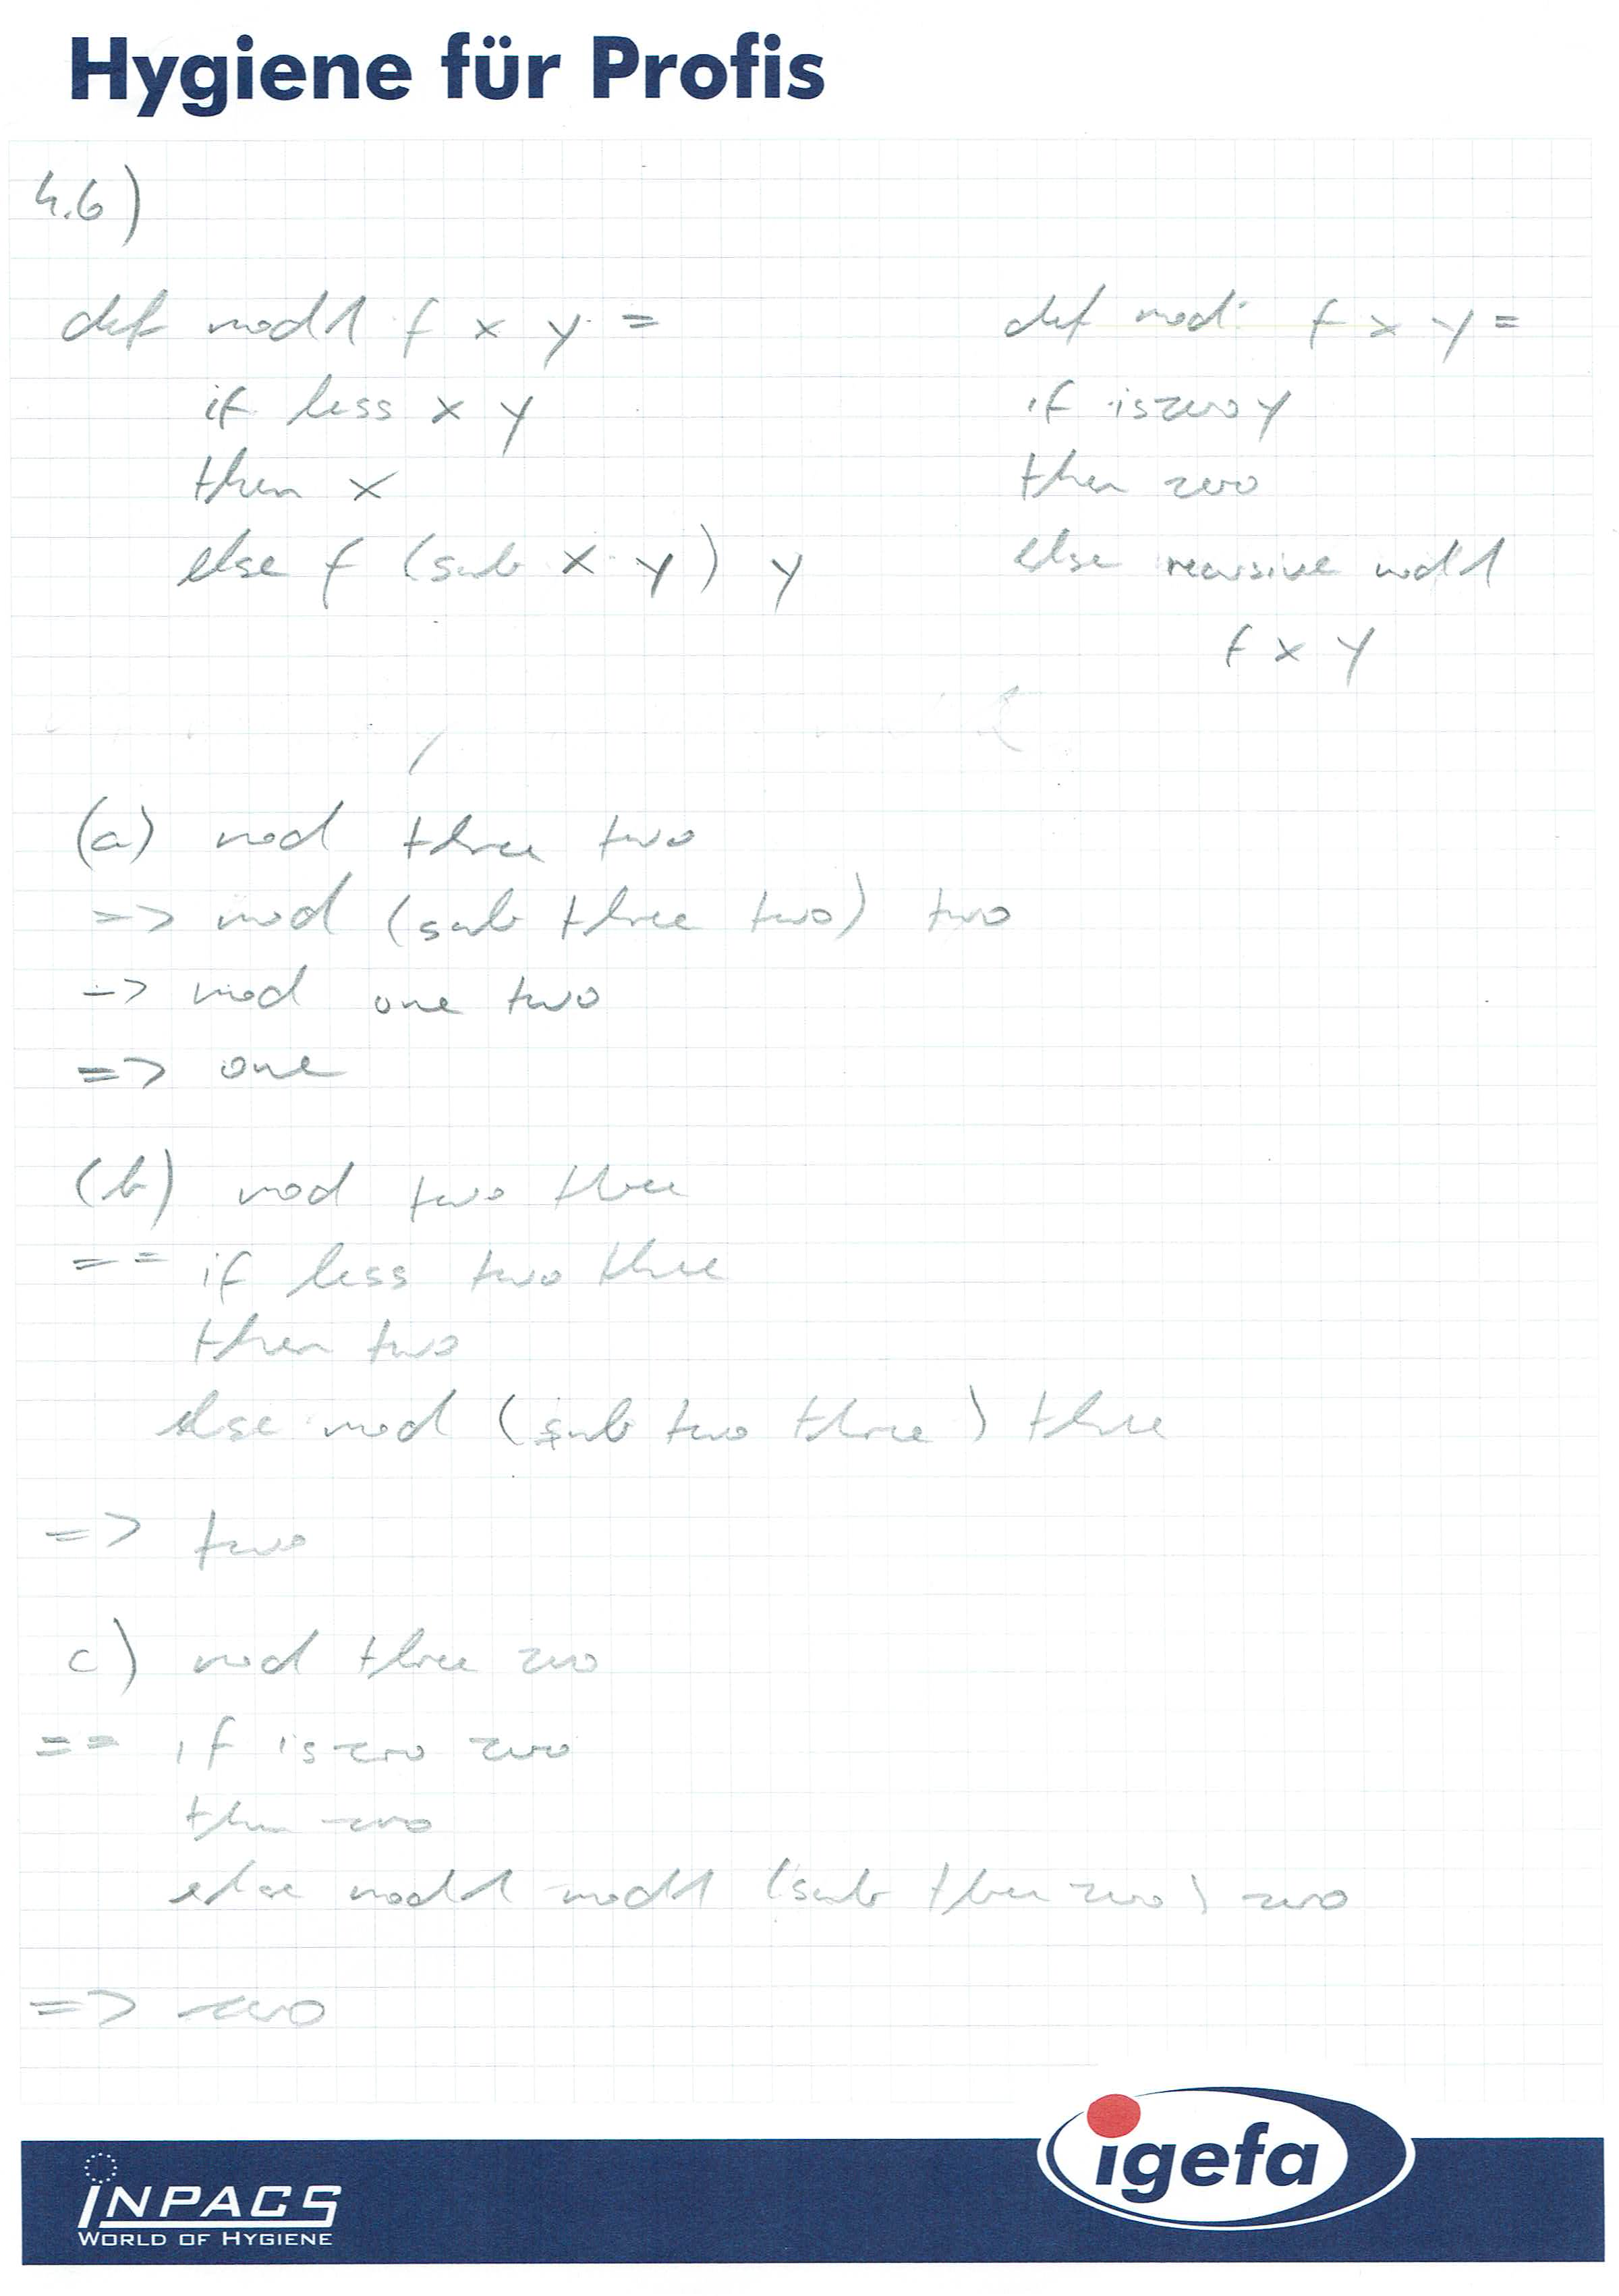 Hygiene für Profis
4.6)
def mod1 f x y =
if less x y
then x
else f (sub x y) y
def mod f x y =
if iszero y
then zero
else recursive mod1
f x y
(a) mod three two
=> mod (sub three two) two
-> mod one two
=> one
(b) mod two three
== if less two three
then two
else mod (sub two three) three
=> two
c) mod three zero
== if iszero zero
then zero
else mod1 mod1 (sub three zero) zero
=> zero
igefa
INPACS
WORLD OF HYGIENE